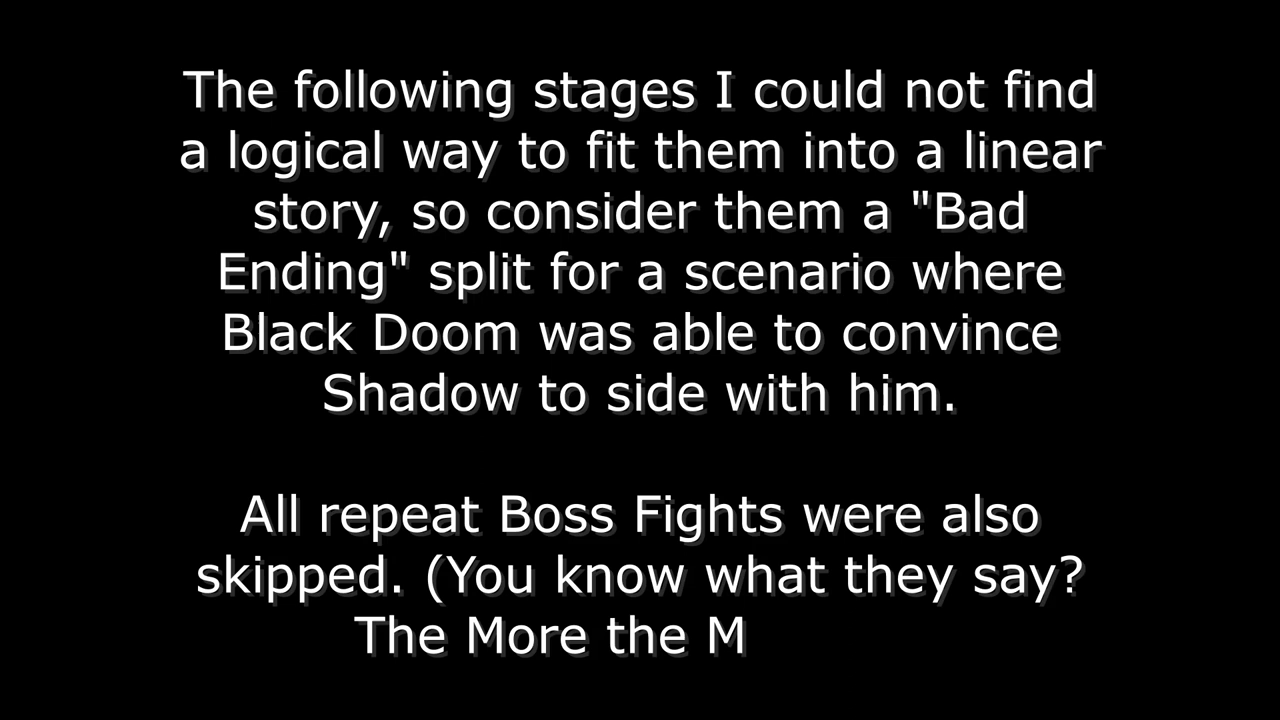 The following stages I could not find
a logical way to fit them into a linear
story, so consider them a "Bad
Ending" split for a scenario where
Black Doom was able to convince
Shadow to side with him.
All repeat Boss Fights were also
skipped. (You know what they say?
The More the M